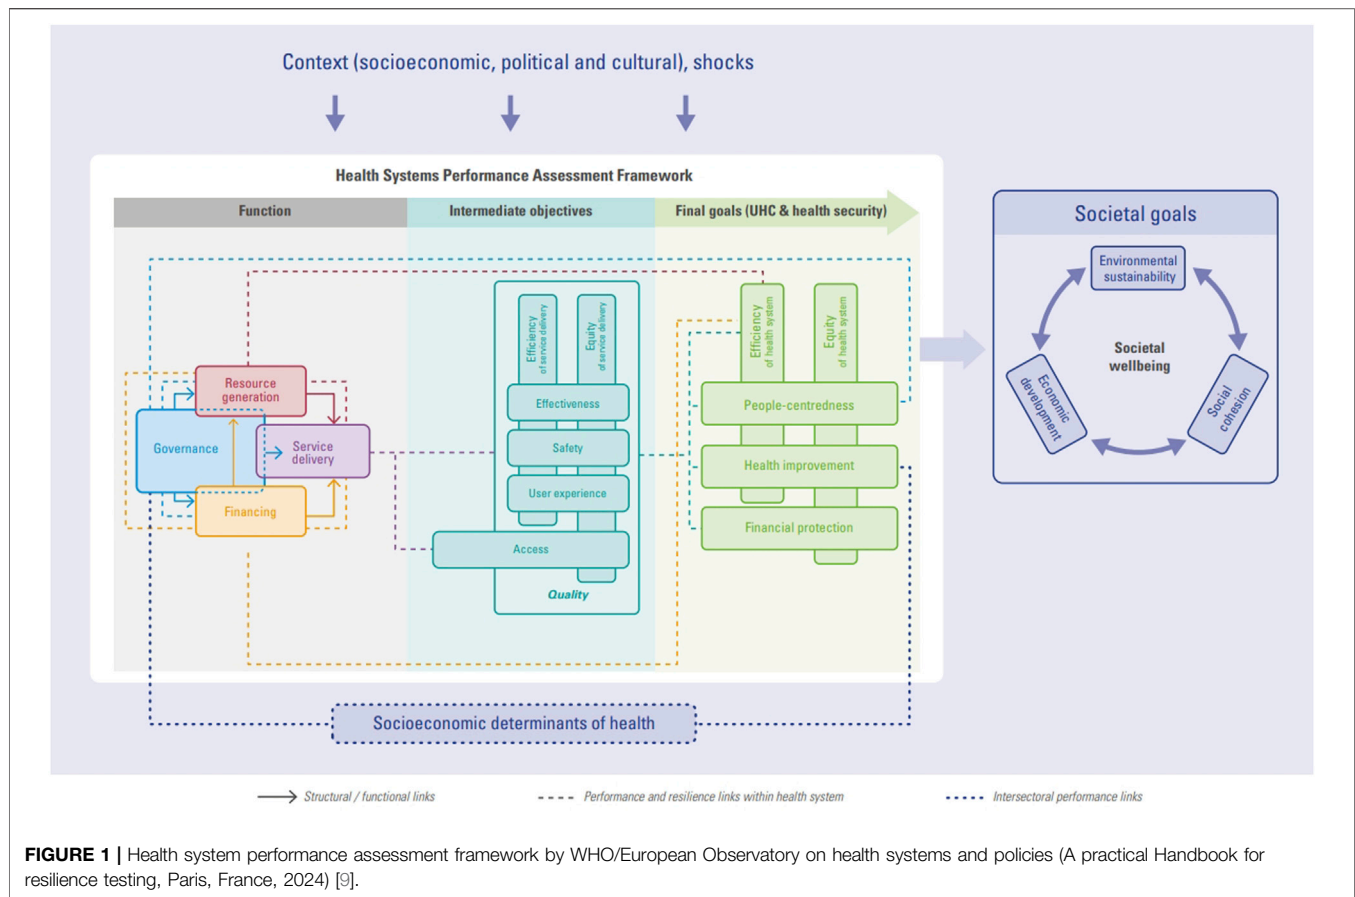 Context (socioeconomic, political and cultural), shocks
Health Systems Performance Assessment Framework
Function
Intermediate objectives
Final goals (UHC & health security)
Resource
generation
Governance
Service
delivery
Financing
Efficiency
of service delivery
Equity
of service delivery
Effectiveness
Safety
User experience
Access
Quality
Efficiency
of health system
Equity
of health system
People-centredness
Health improvement
Financial protection
Societal goals
Environmental
sustainability
Societal
wellbeing
Economic
development
Social
cohesion
Socioeconomic determinants of health
Structural / functional links
Performance and resilience links within health system
Intersectoral performance links
FIGURE 1 | Health system performance assessment framework by WHO/European Observatory on health systems and policies (A practical Handbook for
resilience testing, Paris, France, 2024) [9].